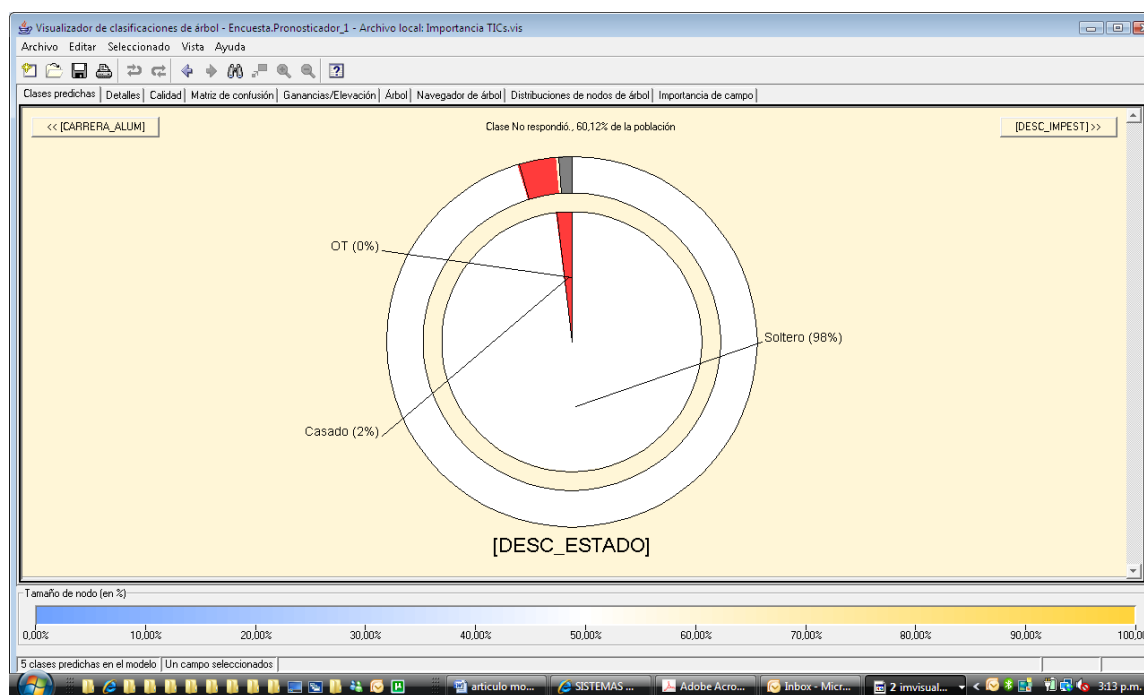 Visualizador de clasificaciones de árbol - Encuesta.Pronosticador_1 - Archivo local: Importancia TICs.vis
Archivo Editar Seleccionado Vista Ayuda
Clases predichas Detalles Calidad Matriz de confusión Ganancias/Elevación Árbol Navegador de árbol Distribuciones de nodos de árbol Importancia de campo
<< [CARRERA_ALUM] Clase No respondió., 60,12% de la población [DESC_IMPEST] >>
OT (0%)
Soltero (98%)
Casado (2%)
[DESC_ESTADO]
Tamaño de nodo (en %)
0,00% 10,00% 20,00% 30,00% 40,00% 50,00% 60,00% 70,00% 80,00% 90,00% 100,00
5 clases predichas en el modelo Un campo seleccionados
articulo mo... SISTEMAS ... Adobe Acro... Inbox - Micr... 2 imvisual... 3:13 p.m.